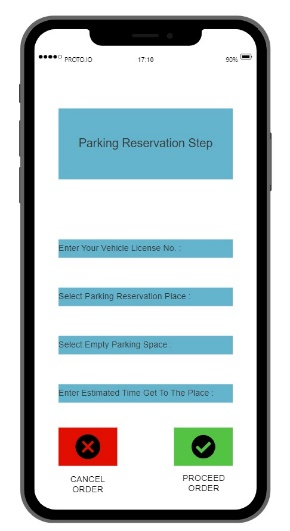 PROTO.IO 17:16 90%
Parking Reservation Step
Enter Your Vehicle License No. :
Select Parking Reservation Place :
Select Empty Parking Space :
Enter Estimated Time Get To The Place :
CANCEL
ORDER
PROCEED
ORDER